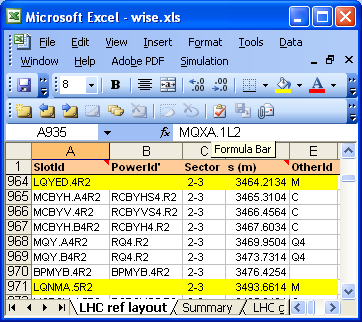 Microsoft Excel - wise.xls
File Edit View Insert Format Tools Data
Window Help Adobe PDF Simulation
8 B
A935 fx MQXA.1L2
Formula Bar
A B C D E
1 SlotId PowerId' Sector s (m) OtherId
964 LQYED.4R2 2-3 3464.2134 M
965 MCBYH.A4R2 RCBYHS4.R2 2-3 3465.3104 C
966 MCBYV.4R2 RCBYVS4.R2 2-3 3466.4564 C
967 MCBYH.B4R2 RCBYH4.R2 2-3 3467.6034 C
968 MQY.A4R2 RQ4.R2 2-3 3469.9504 Q4
969 MQY.B4R2 RQ4.R2 2-3 3473.7314 Q4
970 BPMYB.4R2 BPMYB.4R2 2-3 3476.4254
971 LQNMA.5R2 2-3 3493.6614 M
LHC ref layout Summary LHC g